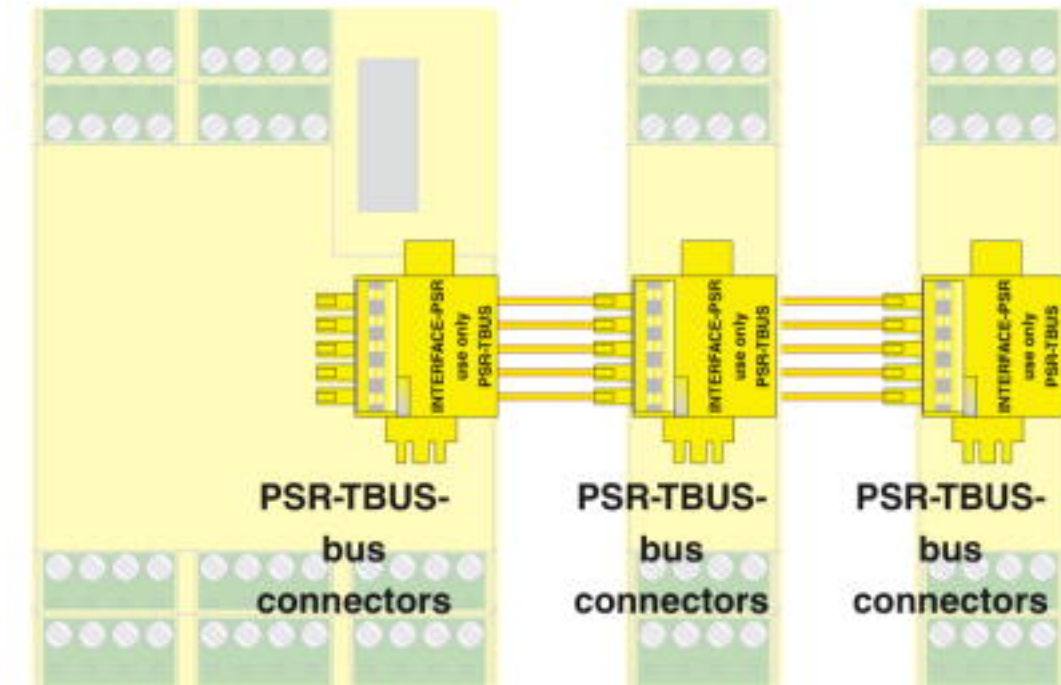 INTERFACE-PSR
use only
PSR-TBUS
INTERFACE-PSR
use only
PSR-TBUS
INTERFACE-PSR
use only
PSR-TBUS
PSR-TBUS-
bus
connectors
PSR-TBUS-
bus
connectors
PSR-TBUS-
bus
connectors